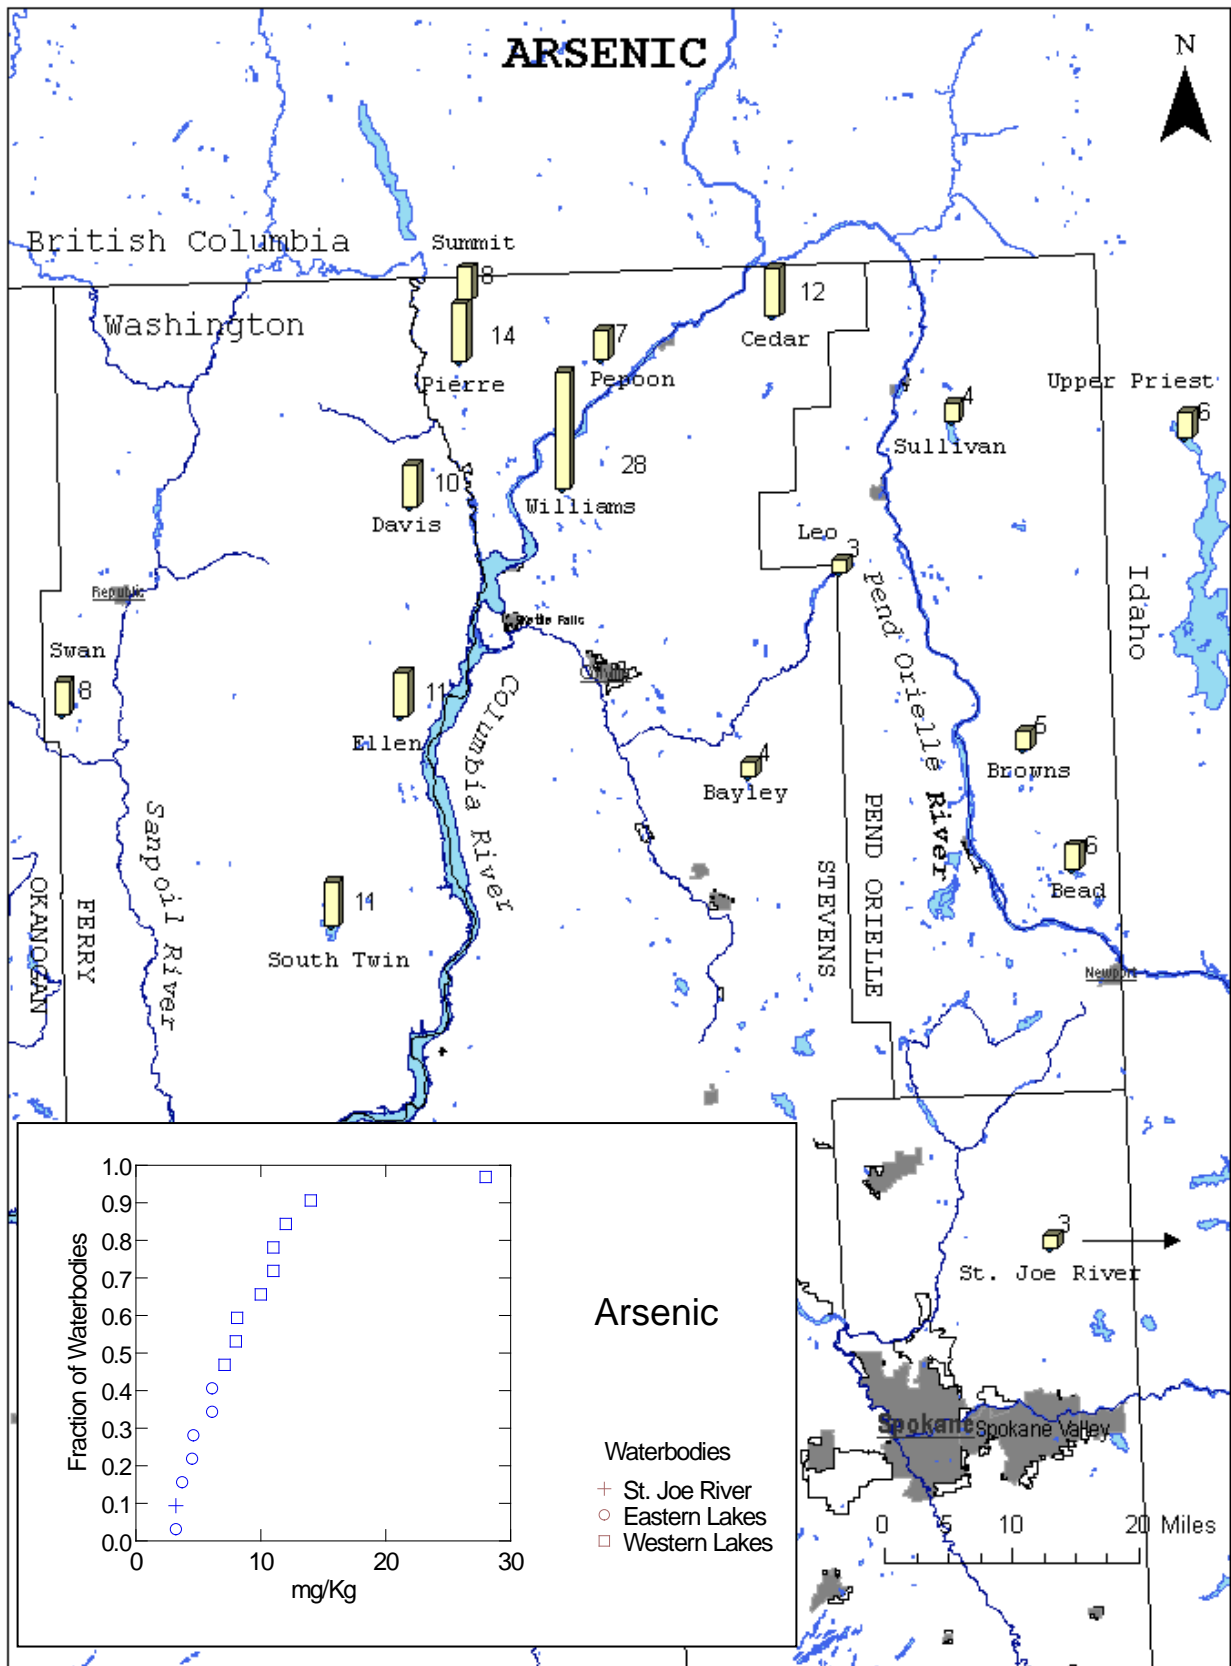 ARSENIC
N
British Columbia
Summit
8
Washington
14
Pierre
7
Pepoon
12
Cedar
Upper Priest
6
4
Sullivan
28
Williams
10
Davis
Leo
3
Idaho
Republic
Kettle Falls
Swan
8
11
Ellen
Columbia River
Pend Orielle River
5
Browns
4
Bayley
6
Bead
Sanpoil River
11
South Twin
OKANOGAN
FERRY
STEVENS
PEND ORIELLE
Newport
3
St. Joe River
Spokane
Spokane Valley
0 5 10 20 Miles
Arsenic
Fraction of Waterbodies
1.0
0.9
0.8
0.7
0.6
0.5
0.4
0.3
0.2
0.1
0.0
0 10 20 30
mg/Kg
Waterbodies
St. Joe River
Eastern Lakes
Western Lakes